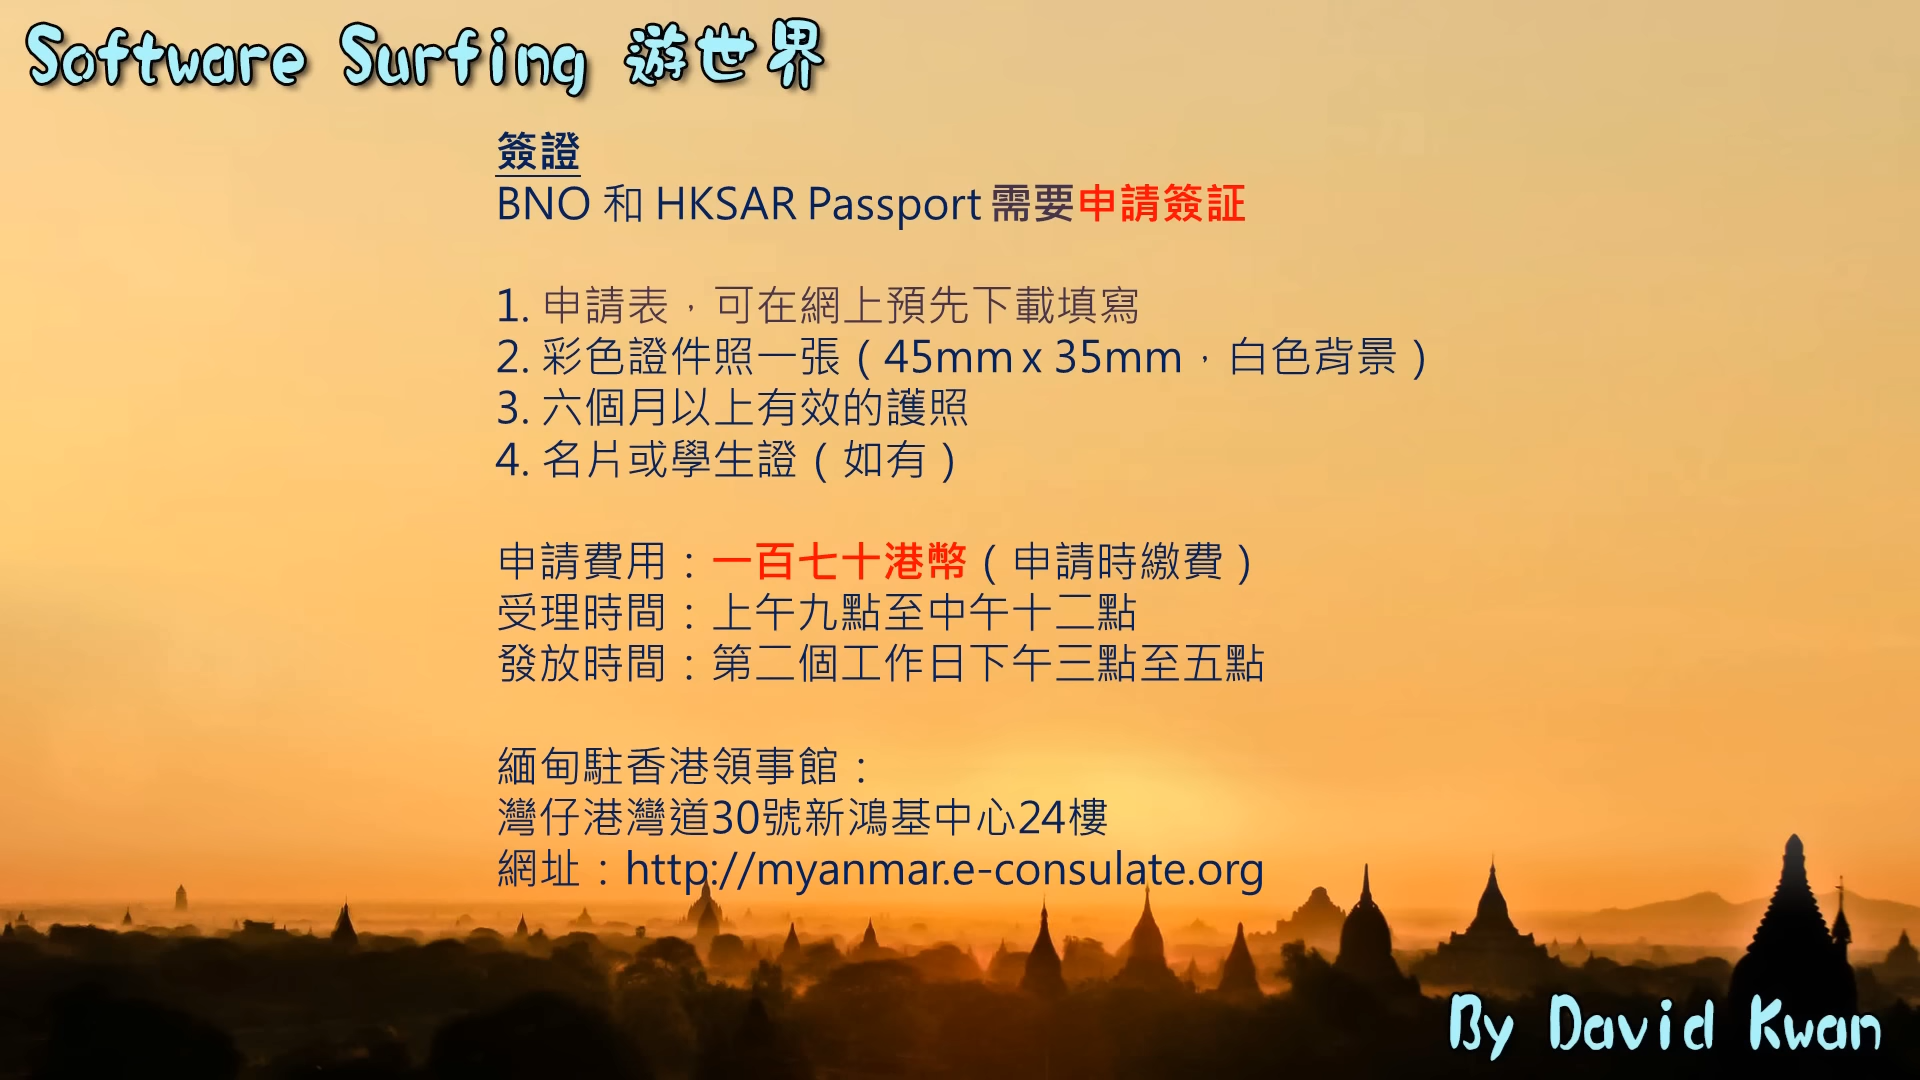 Software Surfing 遊世界
簽證
BNO 和 HKSAR Passport 需要申請簽証
1. 申請表，可在網上預先下載填寫
2. 彩色證件照一張（45mm x 35mm，白色背景）
3. 六個月以上有效的護照
4. 名片或學生證（如有）
申請費用：一百七十港幣（申請時繳費）
受理時間：上午九點至中午十二點
發放時間：第二個工作日下午三點至五點
緬甸駐香港領事館：
灣仔港灣道30號新鴻基中心24樓
網址：http://myanmar.e-consulate.org
By David Kwan